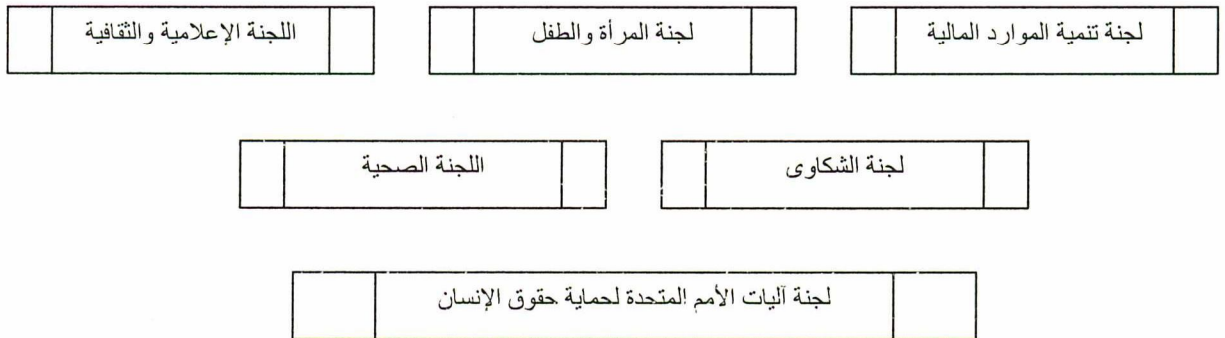 لجنة تنمية الموارد المالية
لجنة المرأة والطفل
اللجنة الإعلامية والثقافية
لجنة الشكاوى
اللجنة الصحية
لجنة آليات الأمم المتحدة لحماية حقوق الإنسان